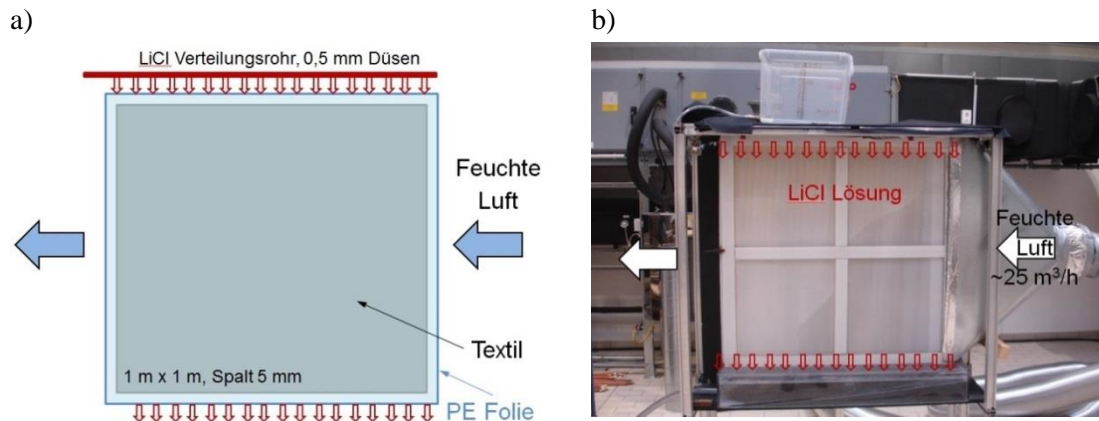 a)
b)
LiCl Verteilungsrohr, 0,5 mm Düsen
Feuchte
Luft
Textil
1 m x 1 m, Spalt 5 mm
PE Folie
LiCl Lösung
Feuchte
Luft
~25 m³/h